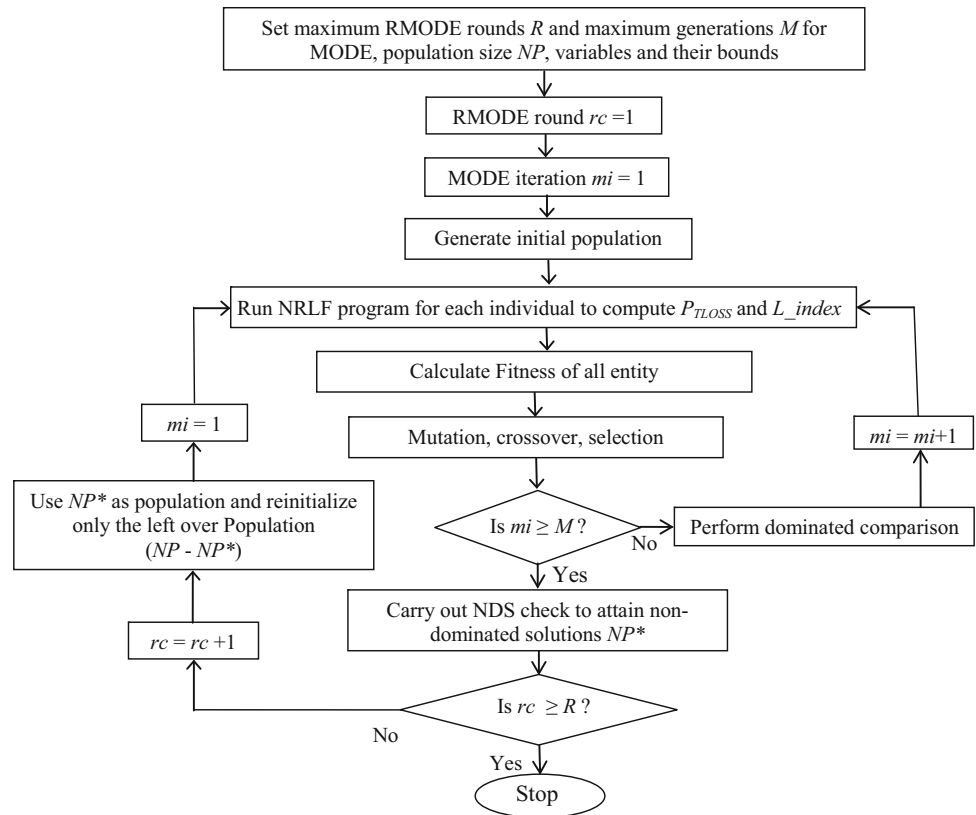 Set maximum RMODE rounds R and maximum generations M for
MODE, population size NP, variables and their bounds
RMODE round rc =1
MODE iteration mi = 1
Generate initial population
Run NRLF program for each individual to compute P_TLOSS and L_index
Calculate Fitness of all entity
mi = 1
Mutation, crossover, selection
mi = mi+1
Use NP* as population and reinitialize
only the left over Population
(NP - NP*)
Is mi ≥ M ?
No
Perform dominated comparison
Yes
Carry out NDS check to attain non-
dominated solutions NP*
rc = rc +1
Is rc ≥ R ?
No
Yes
Stop